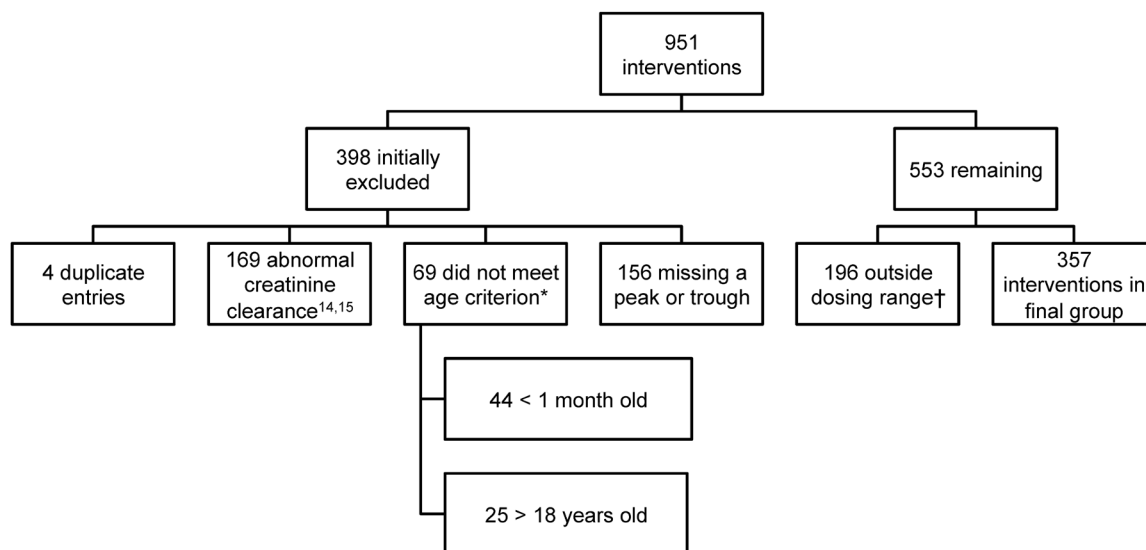 951
interventions
398 initially
excluded
553 remaining
4 duplicate
entries
169 abnormal
creatinine
clearance14,15
69 did not meet
age criterion*
156 missing a
peak or trough
196 outside
dosing range†
357
interventions in
final group
44 < 1 month old
25 > 18 years old